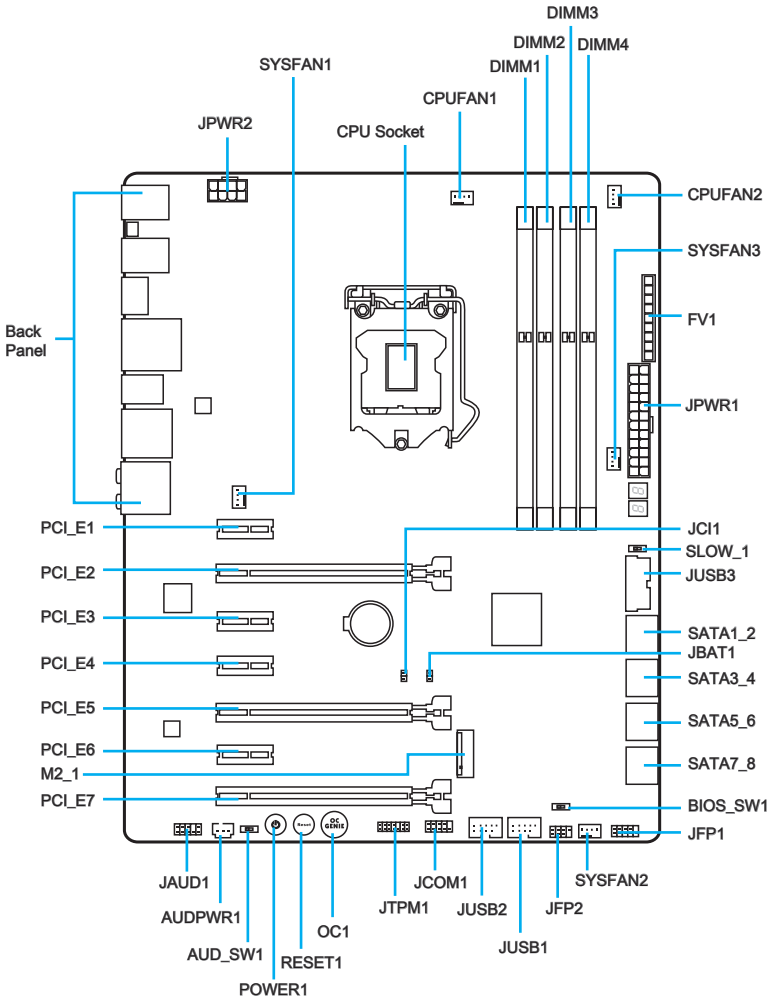 DIMM3
DIMM2
DIMM4
SYSFAN1
DIMM1
CPUFAN1
JPWR2
CPU Socket
CPUFAN2
SYSFAN3
FV1
Back
Panel
JPWR1
PCI_E1
JCI1
SLOW_1
PCI_E2
JUSB3
PCI_E3
SATA1_2
JBAT1
PCI_E4
SATA3_4
PCI_E5
SATA5_6
PCI_E6
SATA7_8
M2_1
PCI_E7
BIOS_SW1
Reset
OC
GENIE
JFP1
JAUD1
JCOM1
SYSFAN2
AUDPWR1
JTPM1
JUSB2
JFP2
OC1
AUD_SW1
JUSB1
RESET1
POWER1